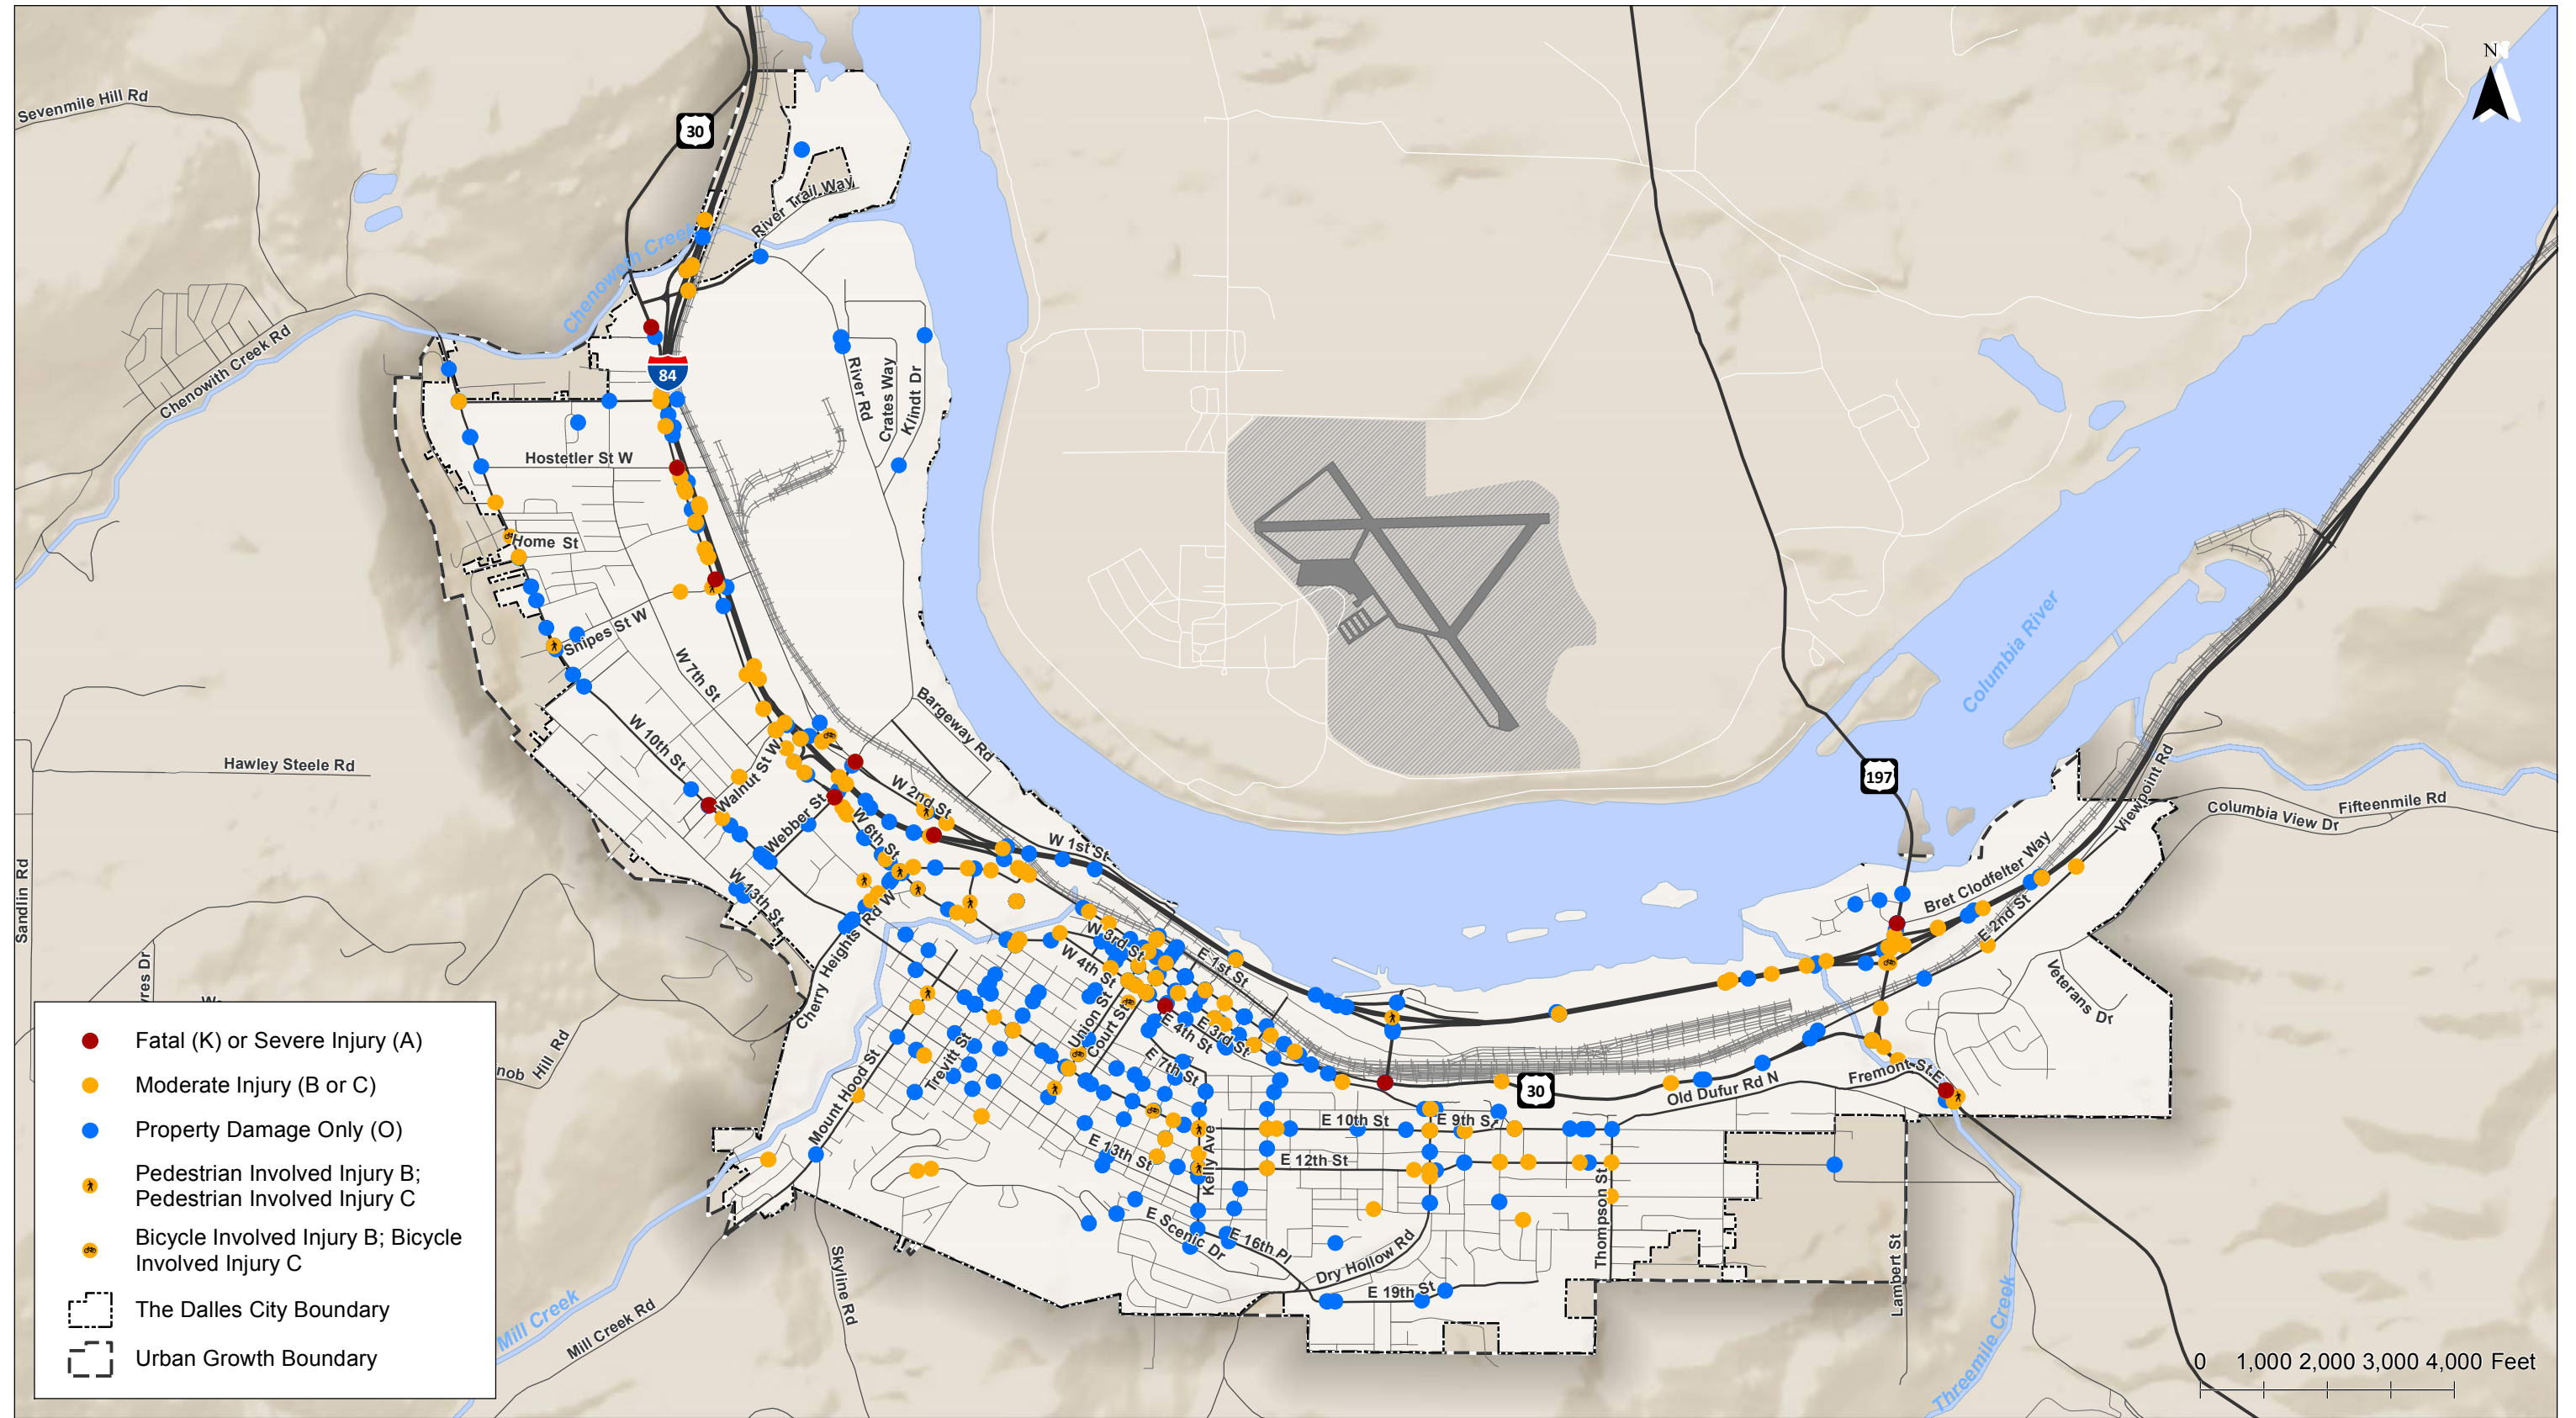 N
Sevenmile Hill Rd
30
River Trail Way
Chenoweth Creek
Chenowith Creek Rd
84
River Rd
Crates Way
Klindt Dr
Hostetler St W
Home St
Snipes St W
W 7th St
W 10th St
Bargeway Rd
Hawley Steele Rd
Walnut St W
Webber St
W 6th St
W 2nd St
W 1st St
W 13th St
Sandlin Rd
Cherry Heights Rd W
Columbia River
197
Viewpoint Rd
Columbia View Dr
Fifteenmile Rd
Bret Clodfelter Way
E 2nd St
Veterans Dr
W 3rd St
W 4th St
E 1st St
Union St
Court St
E 4th St
E 3rd St
E 7th St
Trevitt St
Mount Hood St
30
Old Dufur Rd N
Fremont St E
E 10th St
E 9th St
E 13th St
Kelly Ave
E 12th St
E Scenic Dr
E 16th Pl
Dry Hollow Rd
Thompson St
E 19th St
Lambert St
Skyline Rd
Mill Creek
Mill Creek Rd
Threemile Creek
Hill Rd
Fatal (K) or Severe Injury (A)
Moderate Injury (B or C)
Property Damage Only (O)
Pedestrian Involved Injury B;
Pedestrian Involved Injury C
Bicycle Involved Injury B; Bicycle
Involved Injury C
The Dalles City Boundary
Urban Growth Boundary
0 1,000 2,000 3,000 4,000 Feet